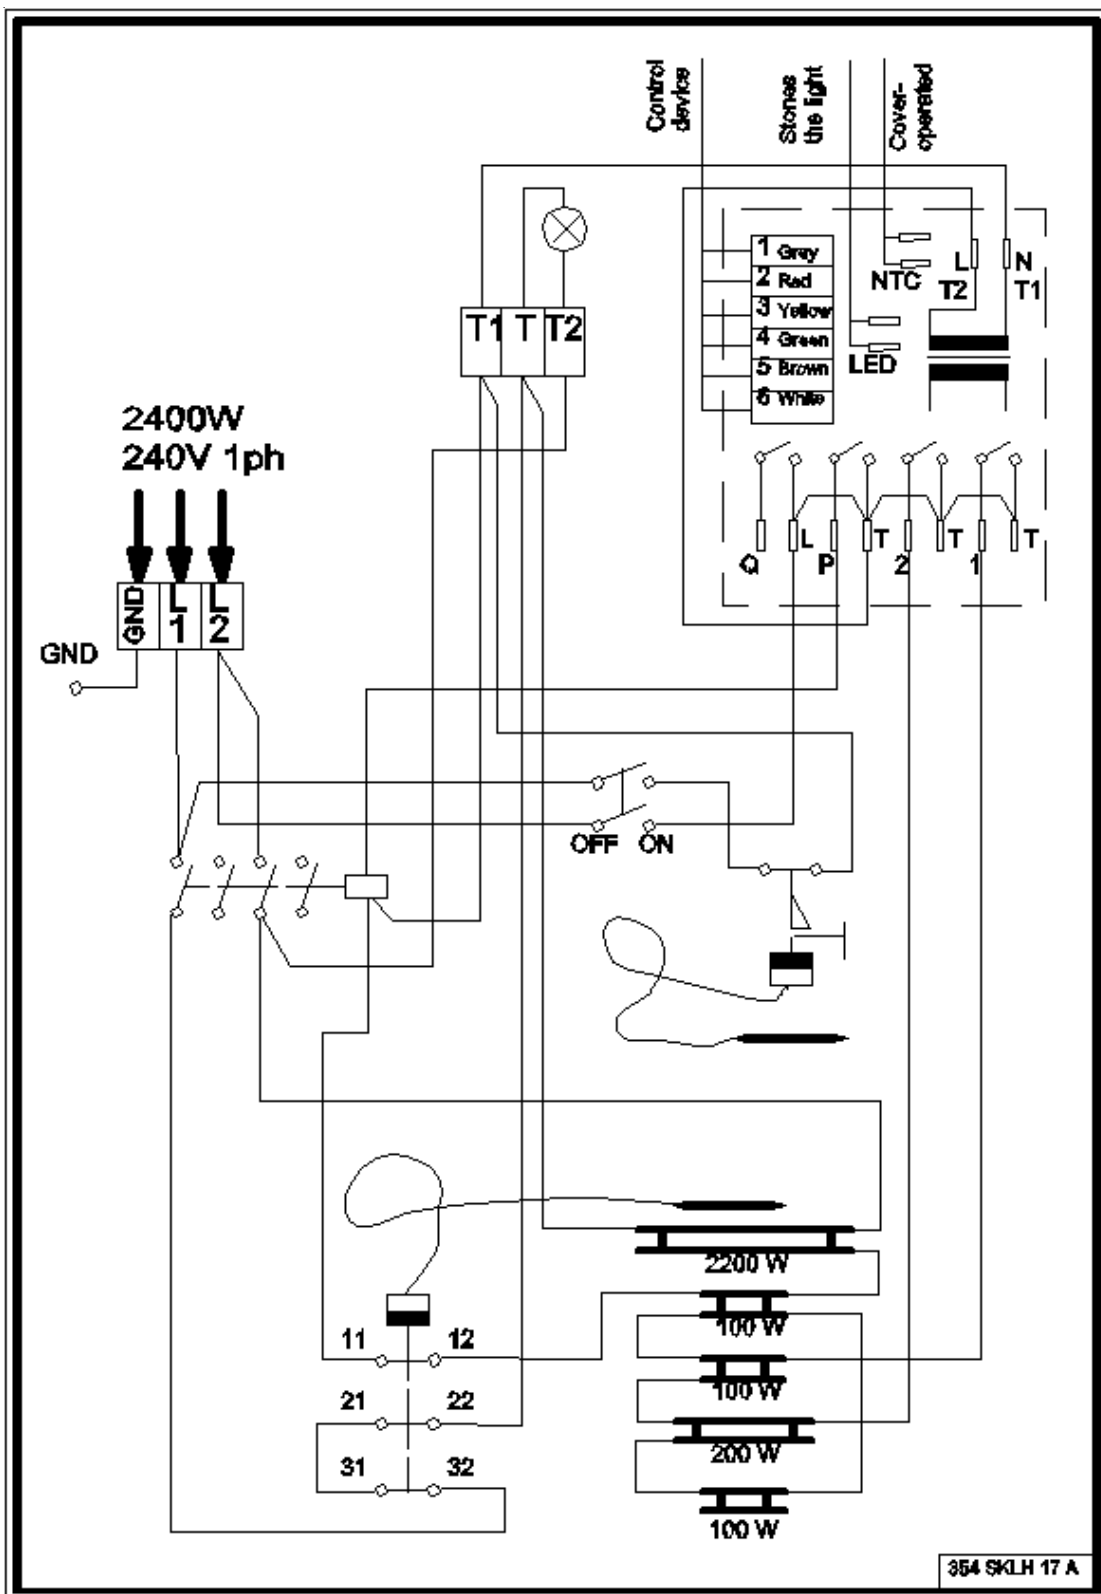 Control
device
Stones
the light
Cover-
operated
1 Grey
2 Red
3 Yellow
4 Green
5 Brown
6 White
NTC
L
N
T2
T1
LED
T1 T T2
2400W
240V 1ph
GND
L
1
L
2
GND
Q
L
P
T
2
T
1
T
OFF
ON
2200 W
100 W
11
12
100 W
21
22
200 W
31
32
100 W
354 SKLH 17 A